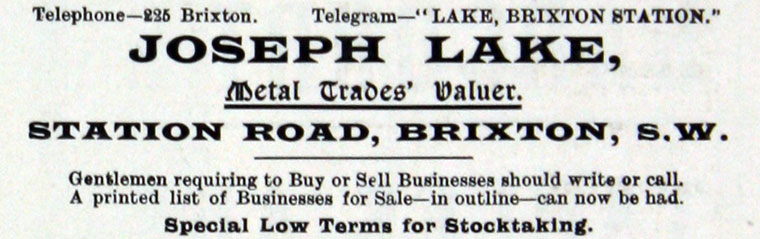 Telephone—225 Brixton. Telegram—"LAKE, BRIXTON STATION."
JOSEPH LAKE,
Metal Trades' Valuer.
STATION ROAD, BRIXTON, S.W.
Gentlemen requiring to Buy or Sell Businesses should write or call.
A printed list of Businesses for Sale—in outline—can now be had.
Special Low Terms for Stocktaking.